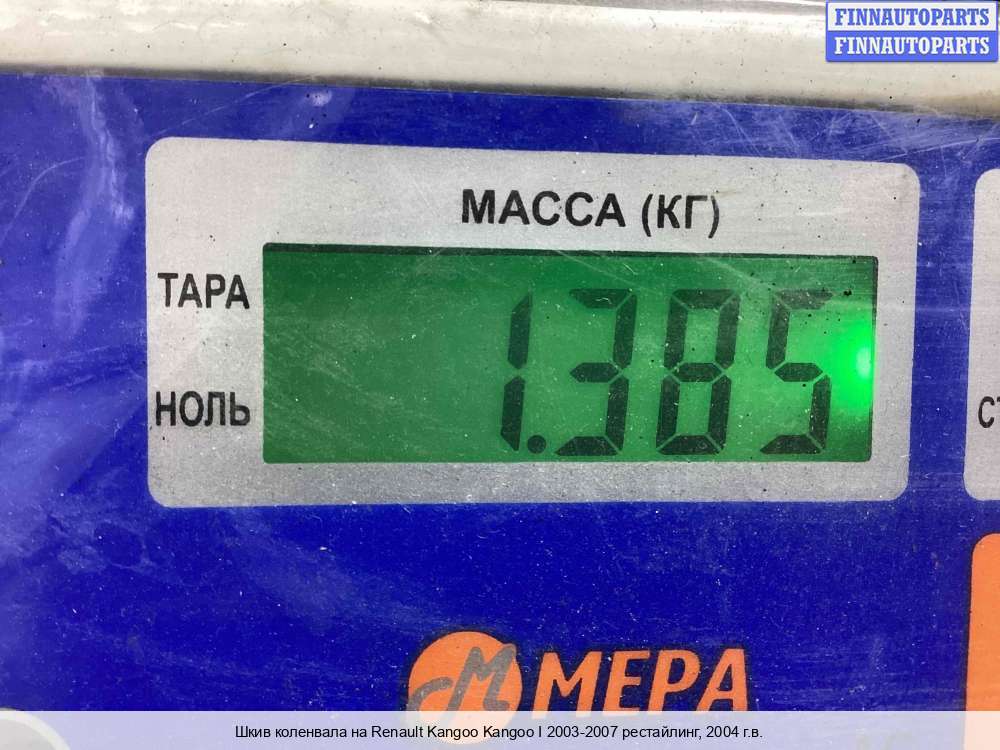 FINNAUTOPARTS
FINNAUTOPARTS
МАССА (КГ)
ТАРА
1.385
НОЛЬ
МЕРА
Шкив коленвала на Renault Kangoo Kangoo I 2003-2007 рестайлинг, 2004 г.в.